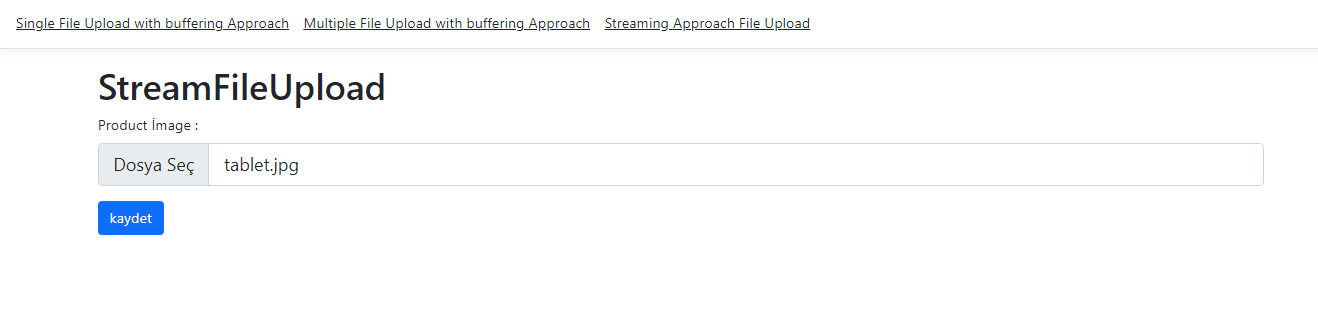 Single File Upload with buffering Approach Multiple File Upload with buffering Approach Streaming Approach File Upload
StreamFileUpload
Product İmage :
Dosya Seç tablet.jpg
kaydet